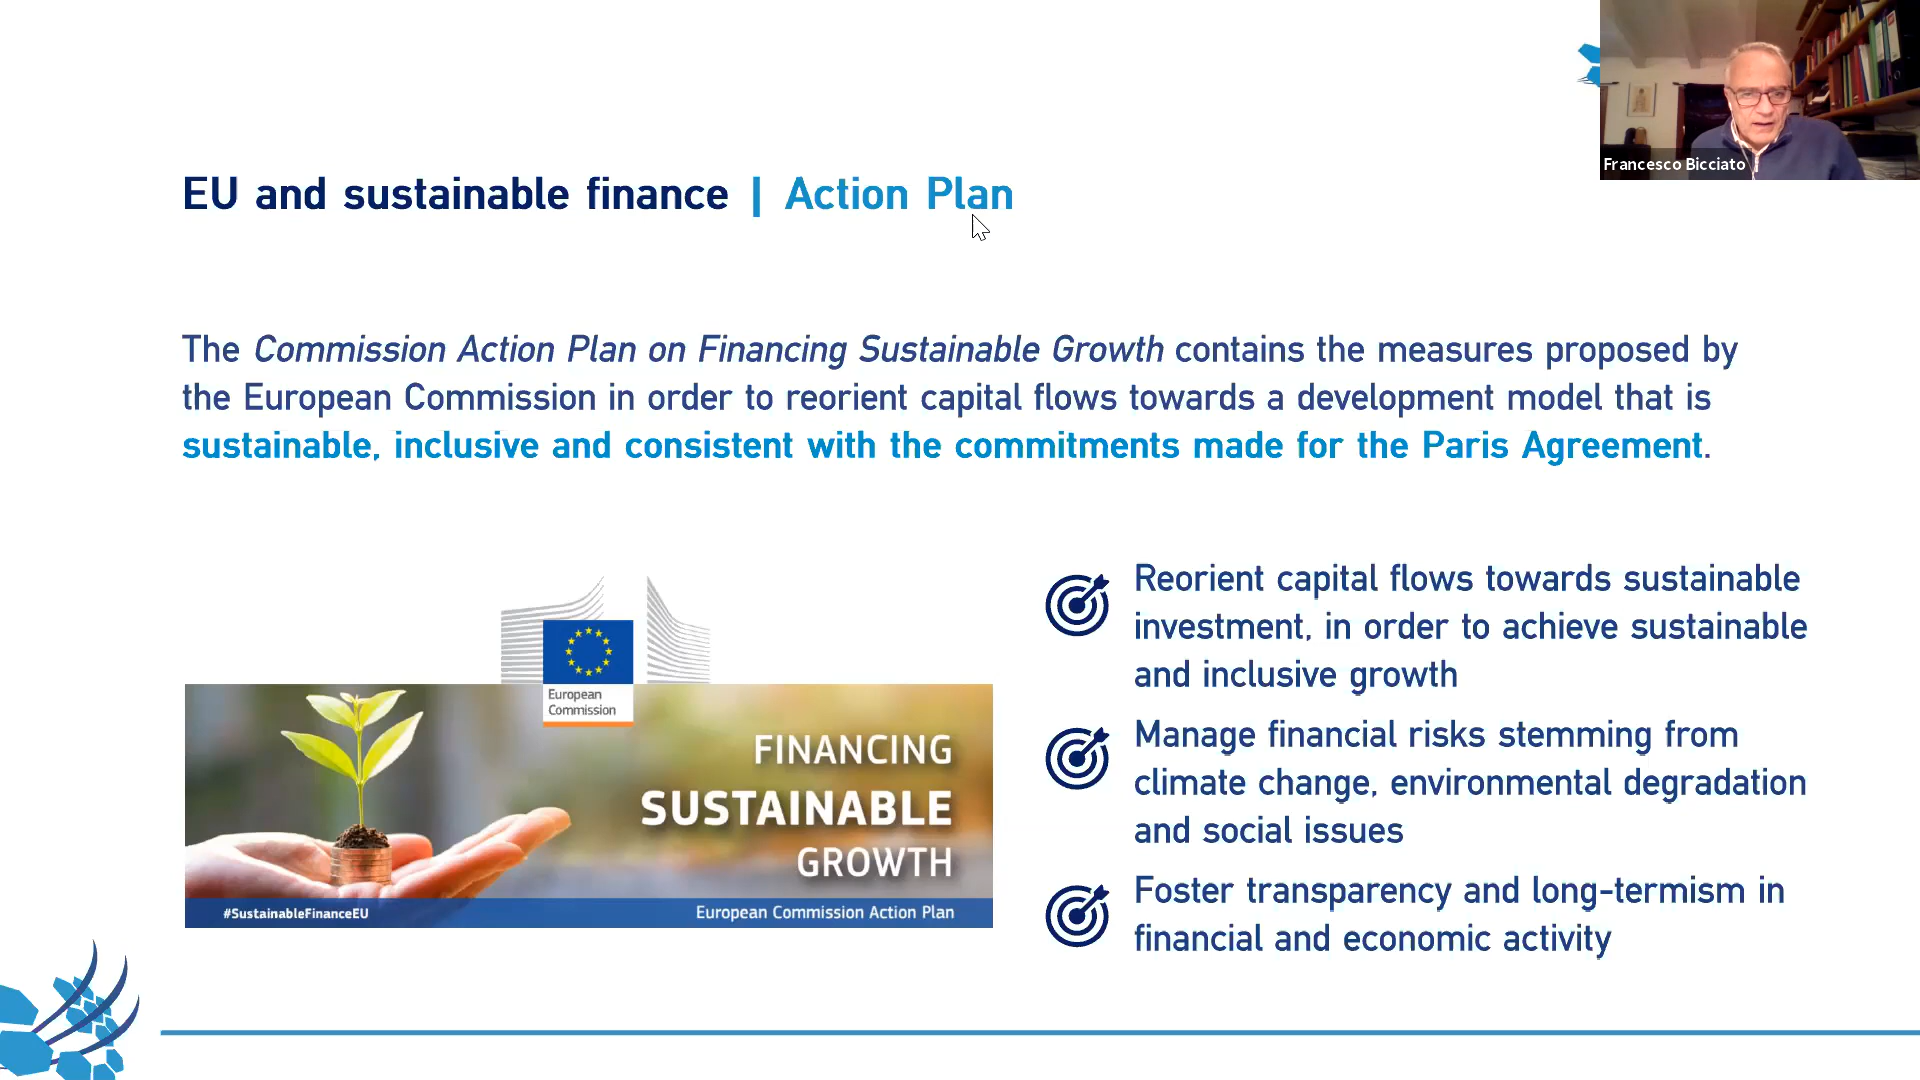 Francesco Bicciato
EU and sustainable finance | Action Plan
The Commission Action Plan on Financing Sustainable Growth contains the measures proposed by
the European Commission in order to reorient capital flows towards a development model that is
sustainable, inclusive and consistent with the commitments made for the Paris Agreement.
European
Commission
FINANCING
SUSTAINABLE
GROWTH
#SustainableFinanceEU
European Commission Action Plan
Reorient capital flows towards sustainable
investment, in order to achieve sustainable
and inclusive growth
Manage financial risks stemming from
climate change, environmental degradation
and social issues
Foster transparency and long-termism in
financial and economic activity